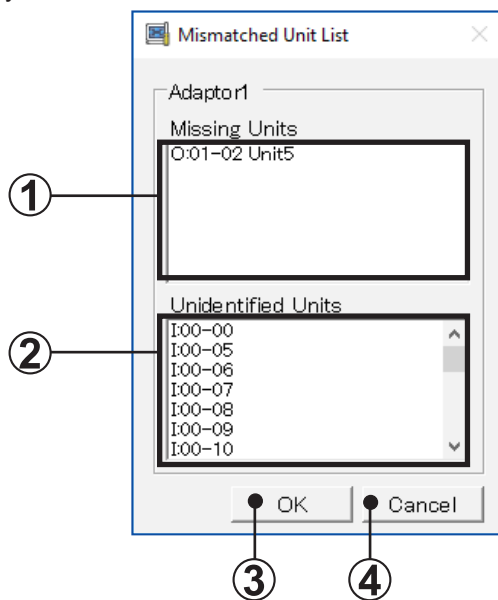 Mismatched Unit List
Adaptor1
Missing Units
O:01-02 Unit5
1
Unidentified Units
I:00-00
I:00-05
I:00-06
I:00-07
I:00-08
I:00-09
I:00-10
2
OK
Cancel
3
4